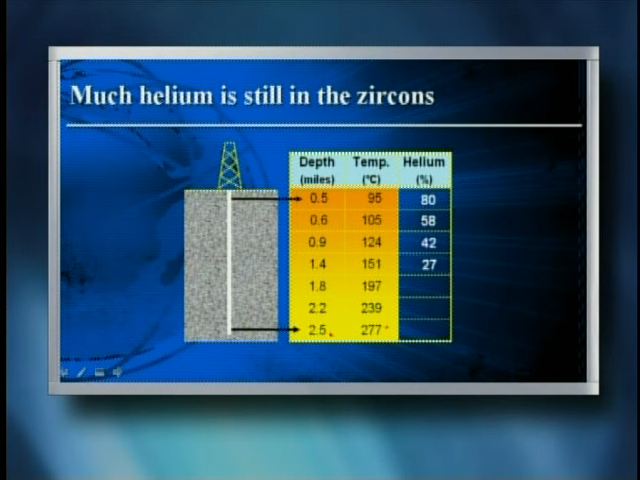 Much helium is still in the zircons
Depth Temp. Helium
(miles) (°C) (%)
0.5 95 80
0.6 105 58
0.9 124 42
1.4 151 27
1.8 197
2.2 239
2.5 277